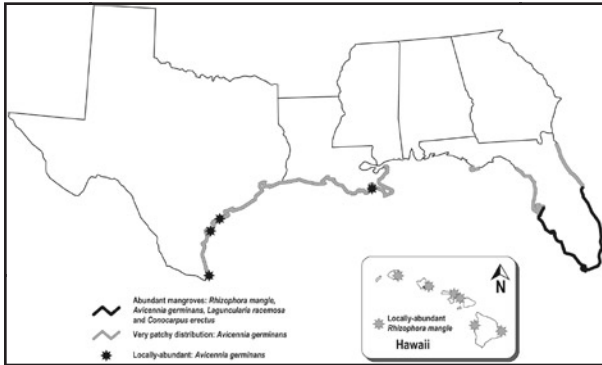 Abundant mangroves: Rhizophora mangle,
Avicennia germinans, Laguncularia racemosa
and Conocarpus erectus
Very patchy distribution: Avicennia germinans
Locally-abundant: Avicennia germinans
N
Locally-abundant
Rhizophora mangle
Hawaii